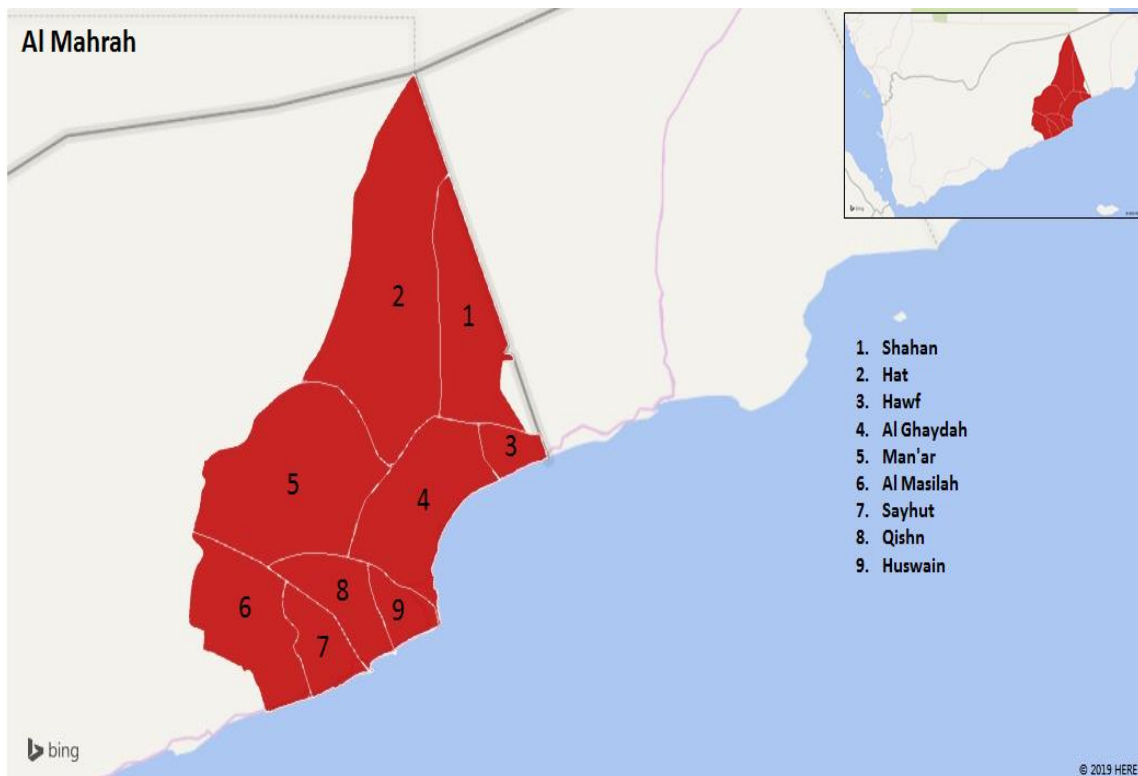 Al Mahrah
2
1
3
5
4
8
6
9
7
1. Shahan
2. Hat
3. Hawf
4. Al Ghaydah
5. Man'ar
6. Al Masilah
7. Sayhut
8. Qishn
9. Huswain
bing
bing
© 2019 HERE